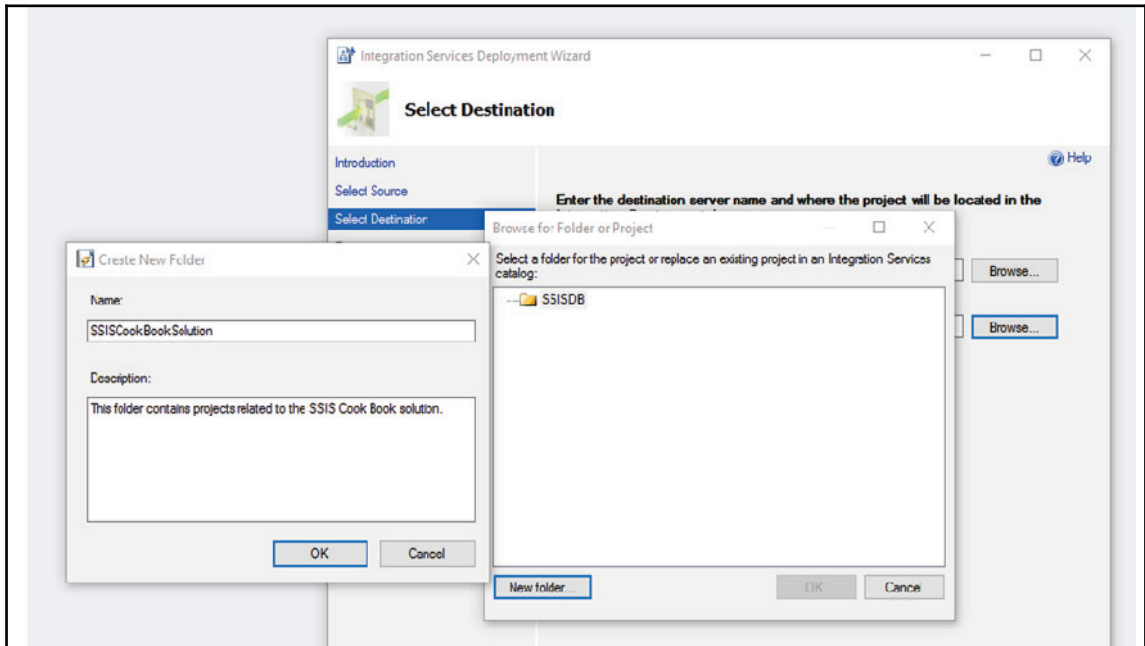 Integration Services Deployment Wizard
Select Destination
Help
Introduction
Select Source
Select Destination
Enter the destination server name and where the project will be located in the
Browse...
Browse...
Browse for Folder or Project
Select a folder for the project or replace an existing project in an Integration Services
catalog:
SSISDB
New folder...
OK
Cancel
Create New Folder
Name:
SSISCookBookSolution
Description:
This folder contains projects related to the SSIS Cook Book solution.
OK
Cancel